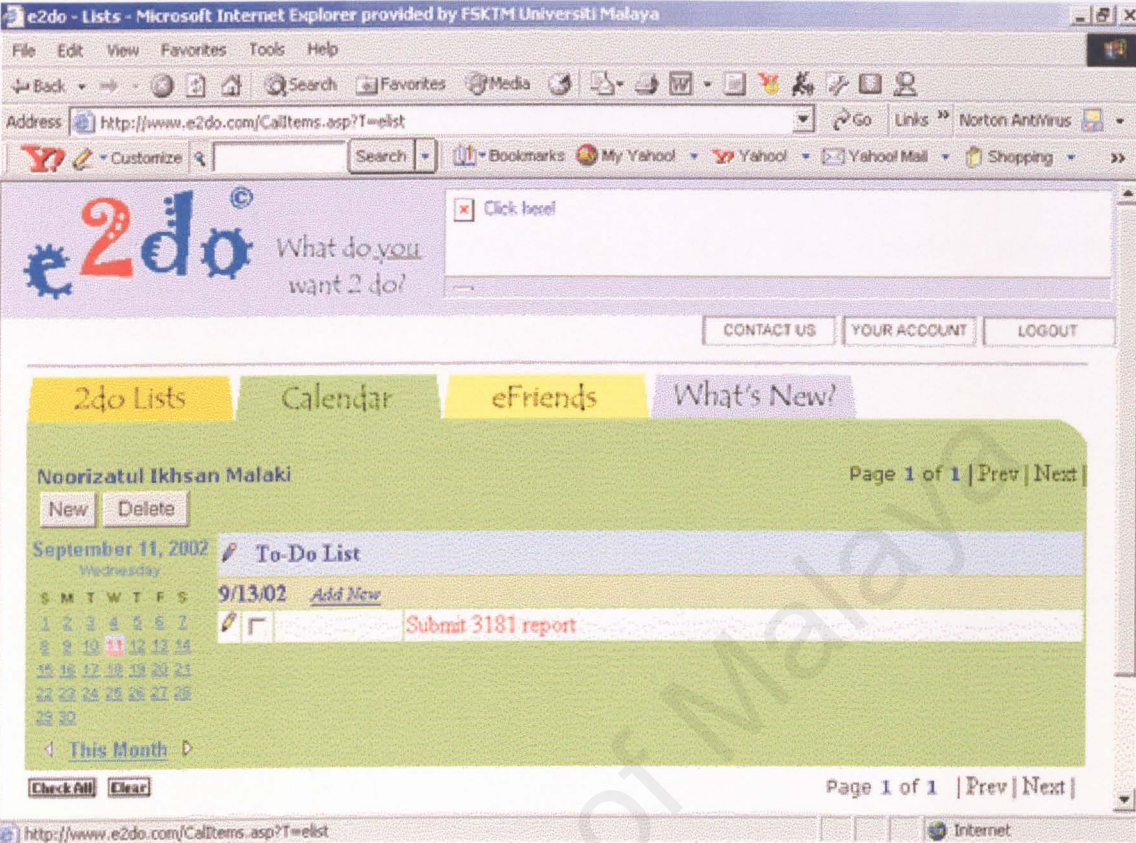 e2do - Lists - Microsoft Internet Explorer provided by FSKTM Universiti Malaya
File Edit View Favorites Tools Help
Back Search Favorites Media
Address http://www.e2do.com/CalItems.asp?T=elist Go Links » Norton AntiVirus
Y! Customize Search Bookmarks My Yahoo! Yahoo! Yahoo! Mail Shopping »
e2do ©
What do you
want 2 do?
Click here!
CONTACT US YOUR ACCOUNT LOGOUT
2do Lists Calendar eFriends What's New?
Noorizatul Ikhsan Malaki Page 1 of 1 | Prev | Next |
New Delete
September 11, 2002 To-Do List
Wednesday
9/13/02 Add New
S M T W T F S
Submit 3181 report
1 2 3 4 5 6 7
8 9 10 11 12 13 14
15 16 17 18 19 20 21
22 23 24 25 26 27 28
29 30
This Month
Check All Clear Page 1 of 1 | Prev | Next |
http://www.e2do.com/CalItems.asp?T=elist Internet
of Malaya